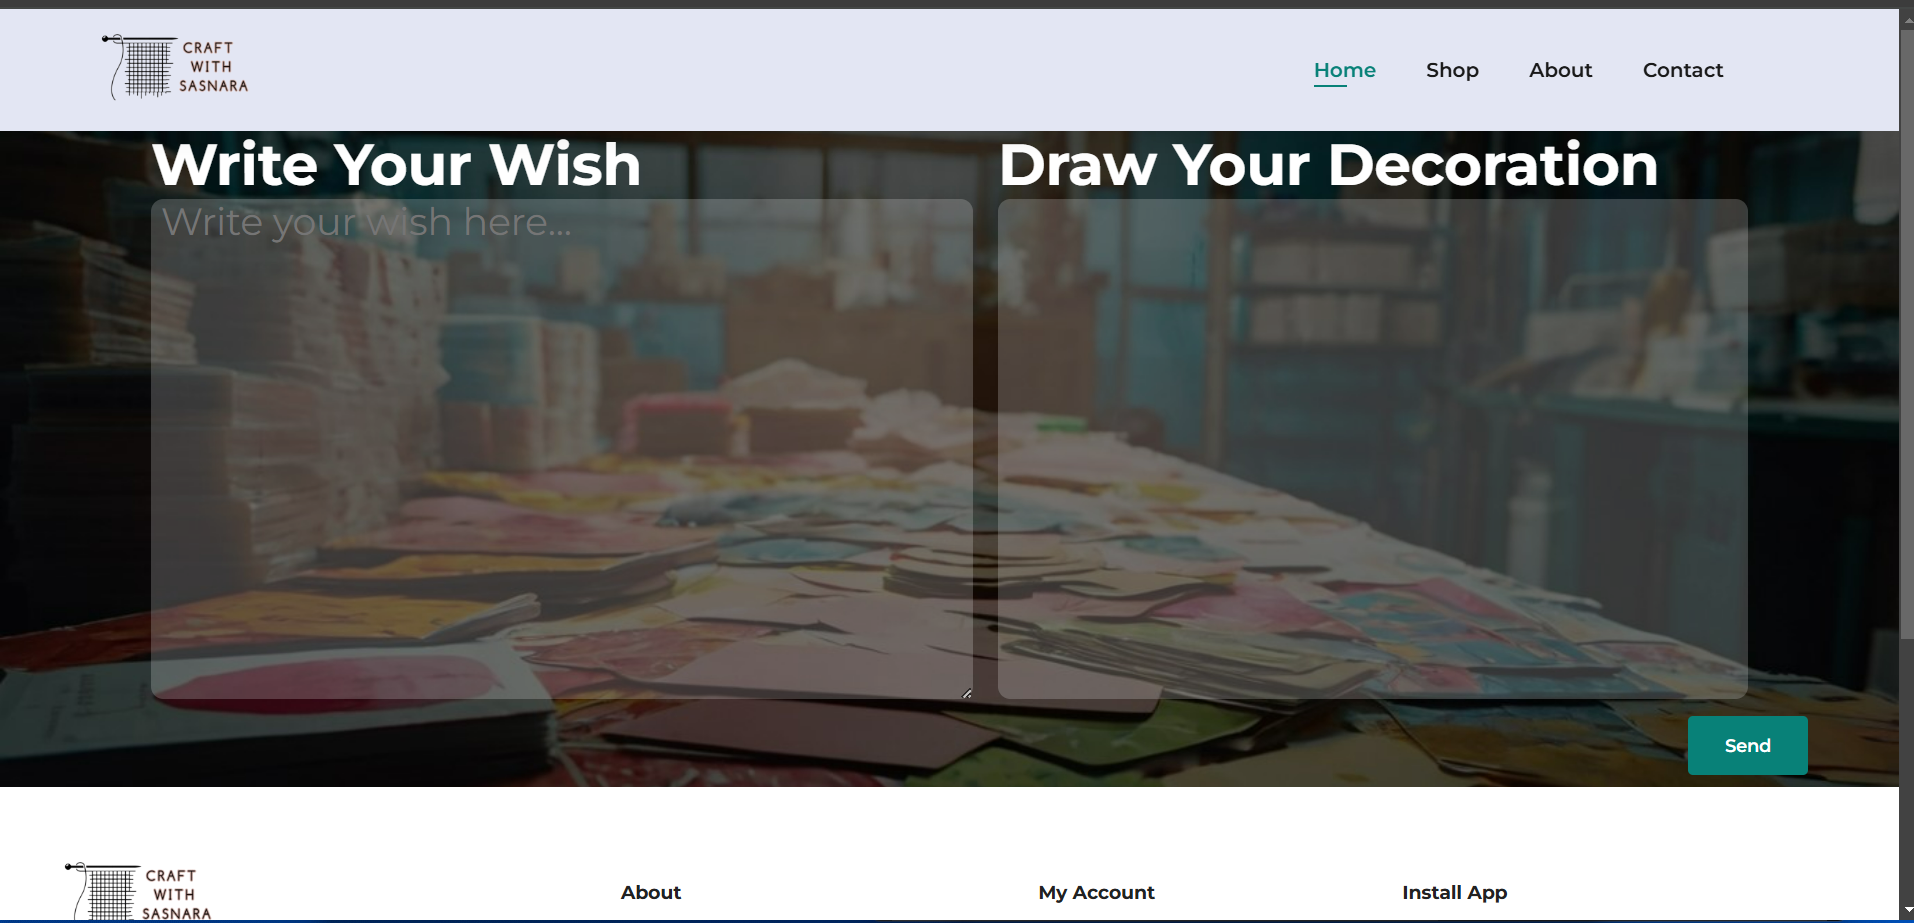 CRAFT
WITH
SASNARA
Home Shop About Contact
Write Your Wish
Draw Your Decoration
Write your wish here...
Send
CRAFT
WITH
SASNARA
About
My Account
Install App